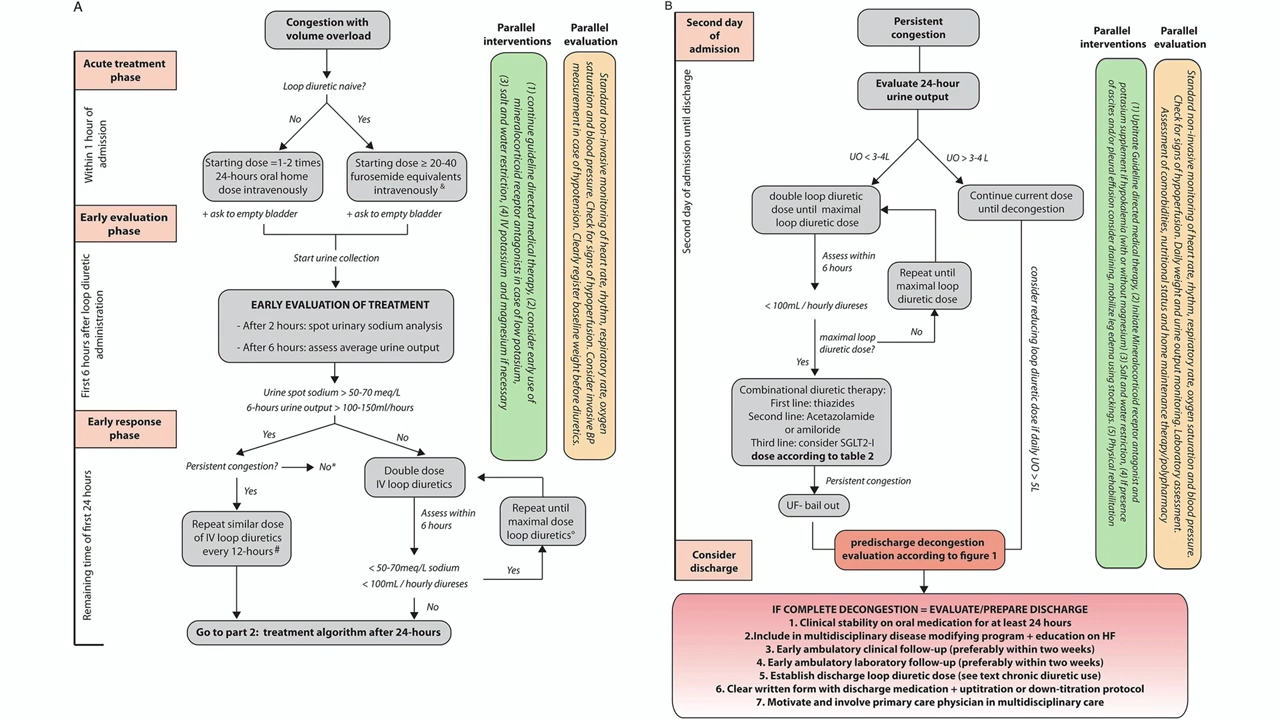 A
Congestion with
volume overload
Acute treatment
phase
Within 1 hour of
admission
Loop diuretic naive?
No
Yes
Starting dose =1-2 times
24-hours oral home
dose intravenously
Starting dose ≥ 20-40
furosemide equivalents
intravenously &
+ ask to empty bladder
+ ask to empty bladder
Early evaluation
phase
First 6 hours after loop diuretic
administration
Start urine collection
EARLY EVALUATION OF TREATMENT
- After 2 hours: spot urinary sodium analysis
- After 6 hours: assess average urine output
Urine spot sodium > 50-70 meq/L
6-hours urine output > 100-150ml/hours
Early response
phase
Remaining time of first 24 hours
Yes
No
Persistent congestion?
No*
Yes
Repeat similar dose
of IV loop diuretics
every 12-hours #
Double dose
IV loop diuretics
Assess within
6 hours
Repeat until
maximal dose
loop diuretics°
< 50-70meq/L sodium
< 100mL / hourly diureses
Yes
No
Go to part 2: treatment algorithm after 24-hours
Parallel
interventions
(1) continue guideline directed medical therapy, (2) consider early use of
mineralocorticoid receptor antagonists in case of low potassium,
(3) salt and water restriction, (4) IV potassium and magnesium if necessary
Parallel
evaluation
Standard non-invasive monitoring of heart rate, rhythm, respiratory rate, oxygen
saturation and blood pressure. Check for signs of hypoperfusion. Consider invasive BP
measurement in case of hypotension. Clearly register baseline weight before diuretics.
B
Second day
of
admission
Second day of admission until discharge
Persistent
congestion
Evaluate 24-hour
urine output
UO < 3-4L
UO > 3-4 L
double loop diuretic
dose until maximal
loop diuretic dose
Continue current dose
until decongestion
Assess within
6 hours
Repeat until
maximal loop
diuretic dose
< 100mL / hourly diureses
maximal loop
diuretic dose?
No
Yes
consider reducing loop diuretic dose if daily UO > 5L
Combinational diuretic therapy:
First line: thiazides
Second line: Acetazolamide
or amiloride
Third line: consider SGLT2-I
dose according to table 2
Persistent congestion
UF- bail out
Consider
discharge
predischarge decongestion
evaluation according to figure 1
Parallel
interventions
(1) Uptitrate Guideline directed medical therapy, (2) Initiate Mineralocorticoid receptor antagonist and
pottasium supplement if hypokalemia (with or without magnesium) (3) Salt and water restriction, (4) If presence
of ascites and/or pleural effusion consider draining, mobilize leg edema using stockings. (5) Physical rehabilitation
Parallel
evaluation
Standard non-invasive monitoring of heart rate, rhythm, respiratory rate, oxygen saturation and blood pressure.
Check for signs of hypoperfusion. Daily weight and urine output monitoring. Laboratory assessment.
Assessment of comorbidities, nutritional status and home maintenance therapy/polypharmacy
IF COMPLETE DECONGESTION = EVALUATE/PREPARE DISCHARGE
1. Clinical stability on oral medication for at least 24 hours
2.Include in multidisciplinary disease modifying program + education on HF
3. Early ambulatory clinical follow-up (preferably within two weeks)
4. Early ambulatory laboratory follow-up (preferably within two weeks)
5. Establish discharge loop diuretic dose (see text chronic diuretic use)
6. Clear written form with discharge medication + uptitration or down-titration protocol
7. Motivate and involve primary care physician in multidisciplinary care